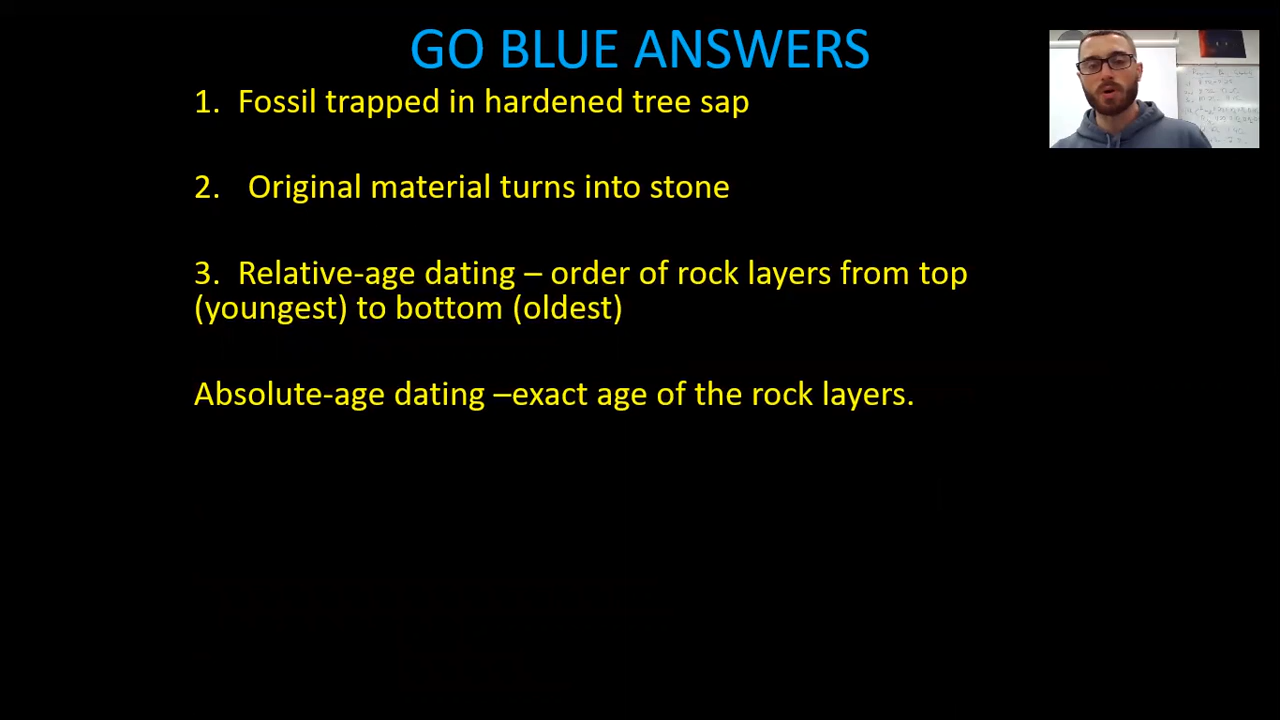 GO BLUE ANSWERS
1. Fossil trapped in hardened tree sap
2. Original material turns into stone
3. Relative-age dating – order of rock layers from top
(youngest) to bottom (oldest)
Absolute-age dating –exact age of the rock layers.